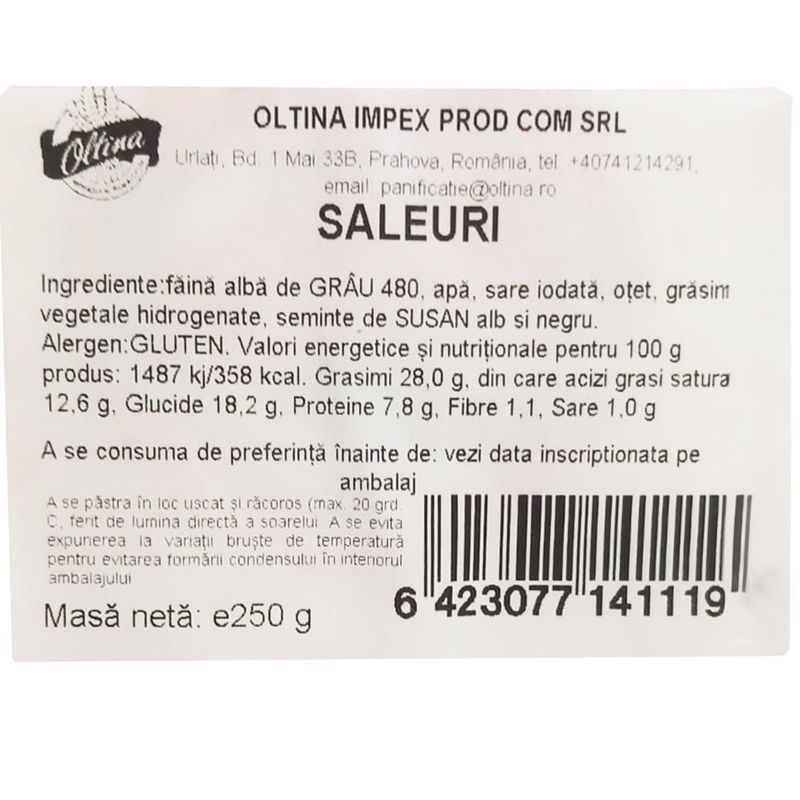 Oltina
OLTINA IMPEX PROD COM SRL
Urlați, Bd. 1 Mai 33B, Prahova, România, tel. +40741214291,
email: panificatie@oltina.ro
SALEURI
Ingrediente:făină albă de GRÂU 480, apă, sare iodată, oțet, grăsim
vegetale hidrogenate, seminte de SUSAN alb si negru.
Alergen:GLUTEN. Valori energetice și nutriționale pentru 100 g
produs: 1487 kj/358 kcal. Grasimi 28,0 g, din care acizi grasi satura
12,6 g, Glucide 18,2 g, Proteine 7,8 g, Fibre 1,1, Sare 1,0 g
A se consuma de preferință înainte de: vezi data inscriptionata pe
ambalaj
A se păstra în loc uscat și răcoros (max. 20 grd.
C, ferit de lumina directă a soarelui. A se evita
expunerea la variații bruște de temperatură
pentru evitarea formării condensului în interiorul
ambalajului
Masă netă: e250 g
6 423077 141119